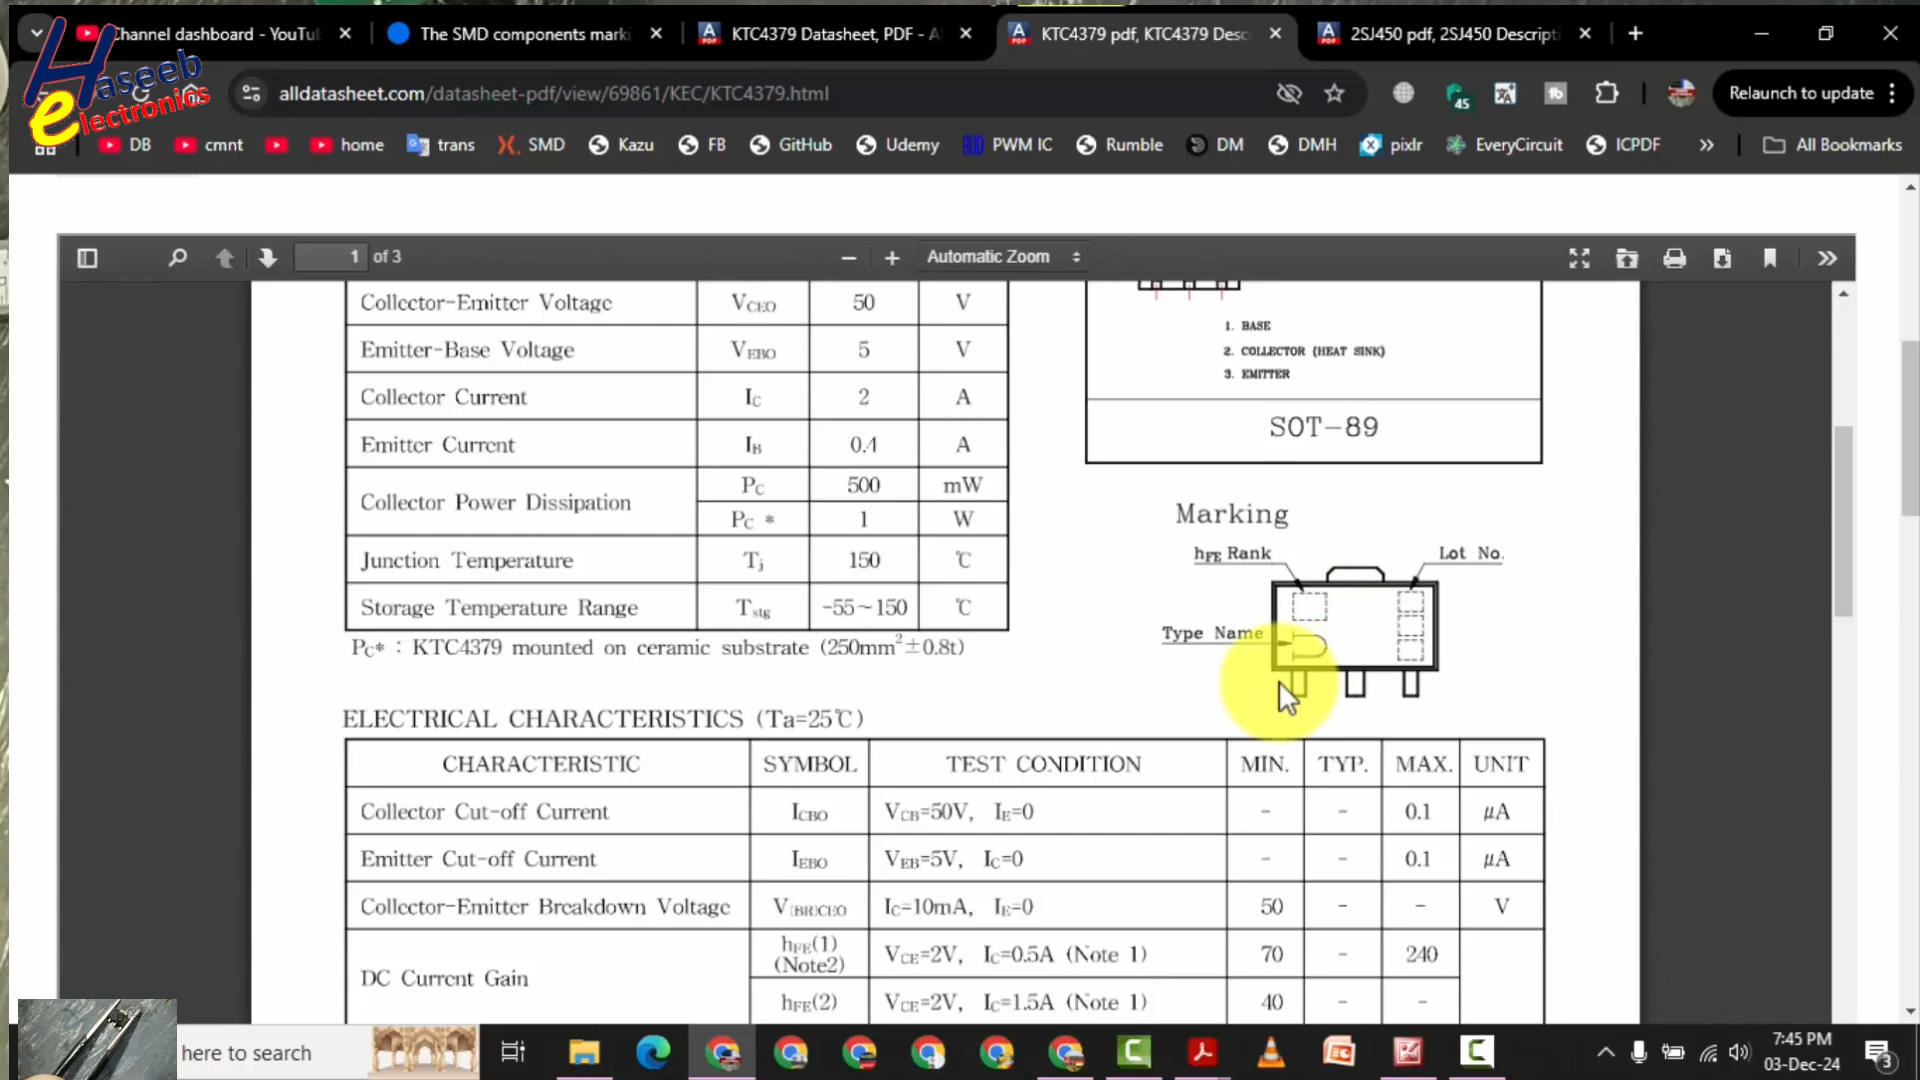 Channel dashboard - YouTu
The SMD components mark
KTC4379 Datasheet, PDF - A
KTC4379 pdf, KTC4379 Desc
2SJ450 pdf, 2SJ450 Descripti
Haseeb
electronics
alldatasheet.com/datasheet-pdf/view/69861/KEC/KTC4379.html
45
Relaunch to update
DB
cmnt
home
trans
SMD
Kazu
FB
GitHub
Udemy
PWM IC
Rumble
DM
DMH
pixlr
EveryCircuit
ICPDF
All Bookmarks
1 of 3
Automatic Zoom
Collector-Emitter Voltage VCEO 50 V
Emitter-Base Voltage VEBO 5 V
Collector Current IC 2 A
Emitter Current IB 0.4 A
Collector Power Dissipation PC 500 mW
PC * 1 W
Junction Temperature Tj 150 ℃
Storage Temperature Range Tstg -55~150 ℃
PC* : KTC4379 mounted on ceramic substrate (250mm²±0.8t)
1. BASE
2. COLLECTOR (HEAT SINK)
3. EMITTER
SOT-89
Marking
hFE Rank
Lot No.
Type Name
ELECTRICAL CHARACTERISTICS (Ta=25℃)
CHARACTERISTIC SYMBOL TEST CONDITION MIN. TYP. MAX. UNIT
Collector Cut-off Current ICBO VCB=50V, IE=0 - - 0.1 μA
Emitter Cut-off Current IEBO VEB=5V, IC=0 - - 0.1 μA
Collector-Emitter Breakdown Voltage V(BR)CEO IC=10mA, IE=0 50 - - V
DC Current Gain hFE(1) (Note2) VCE=2V, IC=0.5A (Note 1) 70 - 240
hFE(2) VCE=2V, IC=1.5A (Note 1) 40 - -
here to search
7:45 PM
03-Dec-24
3